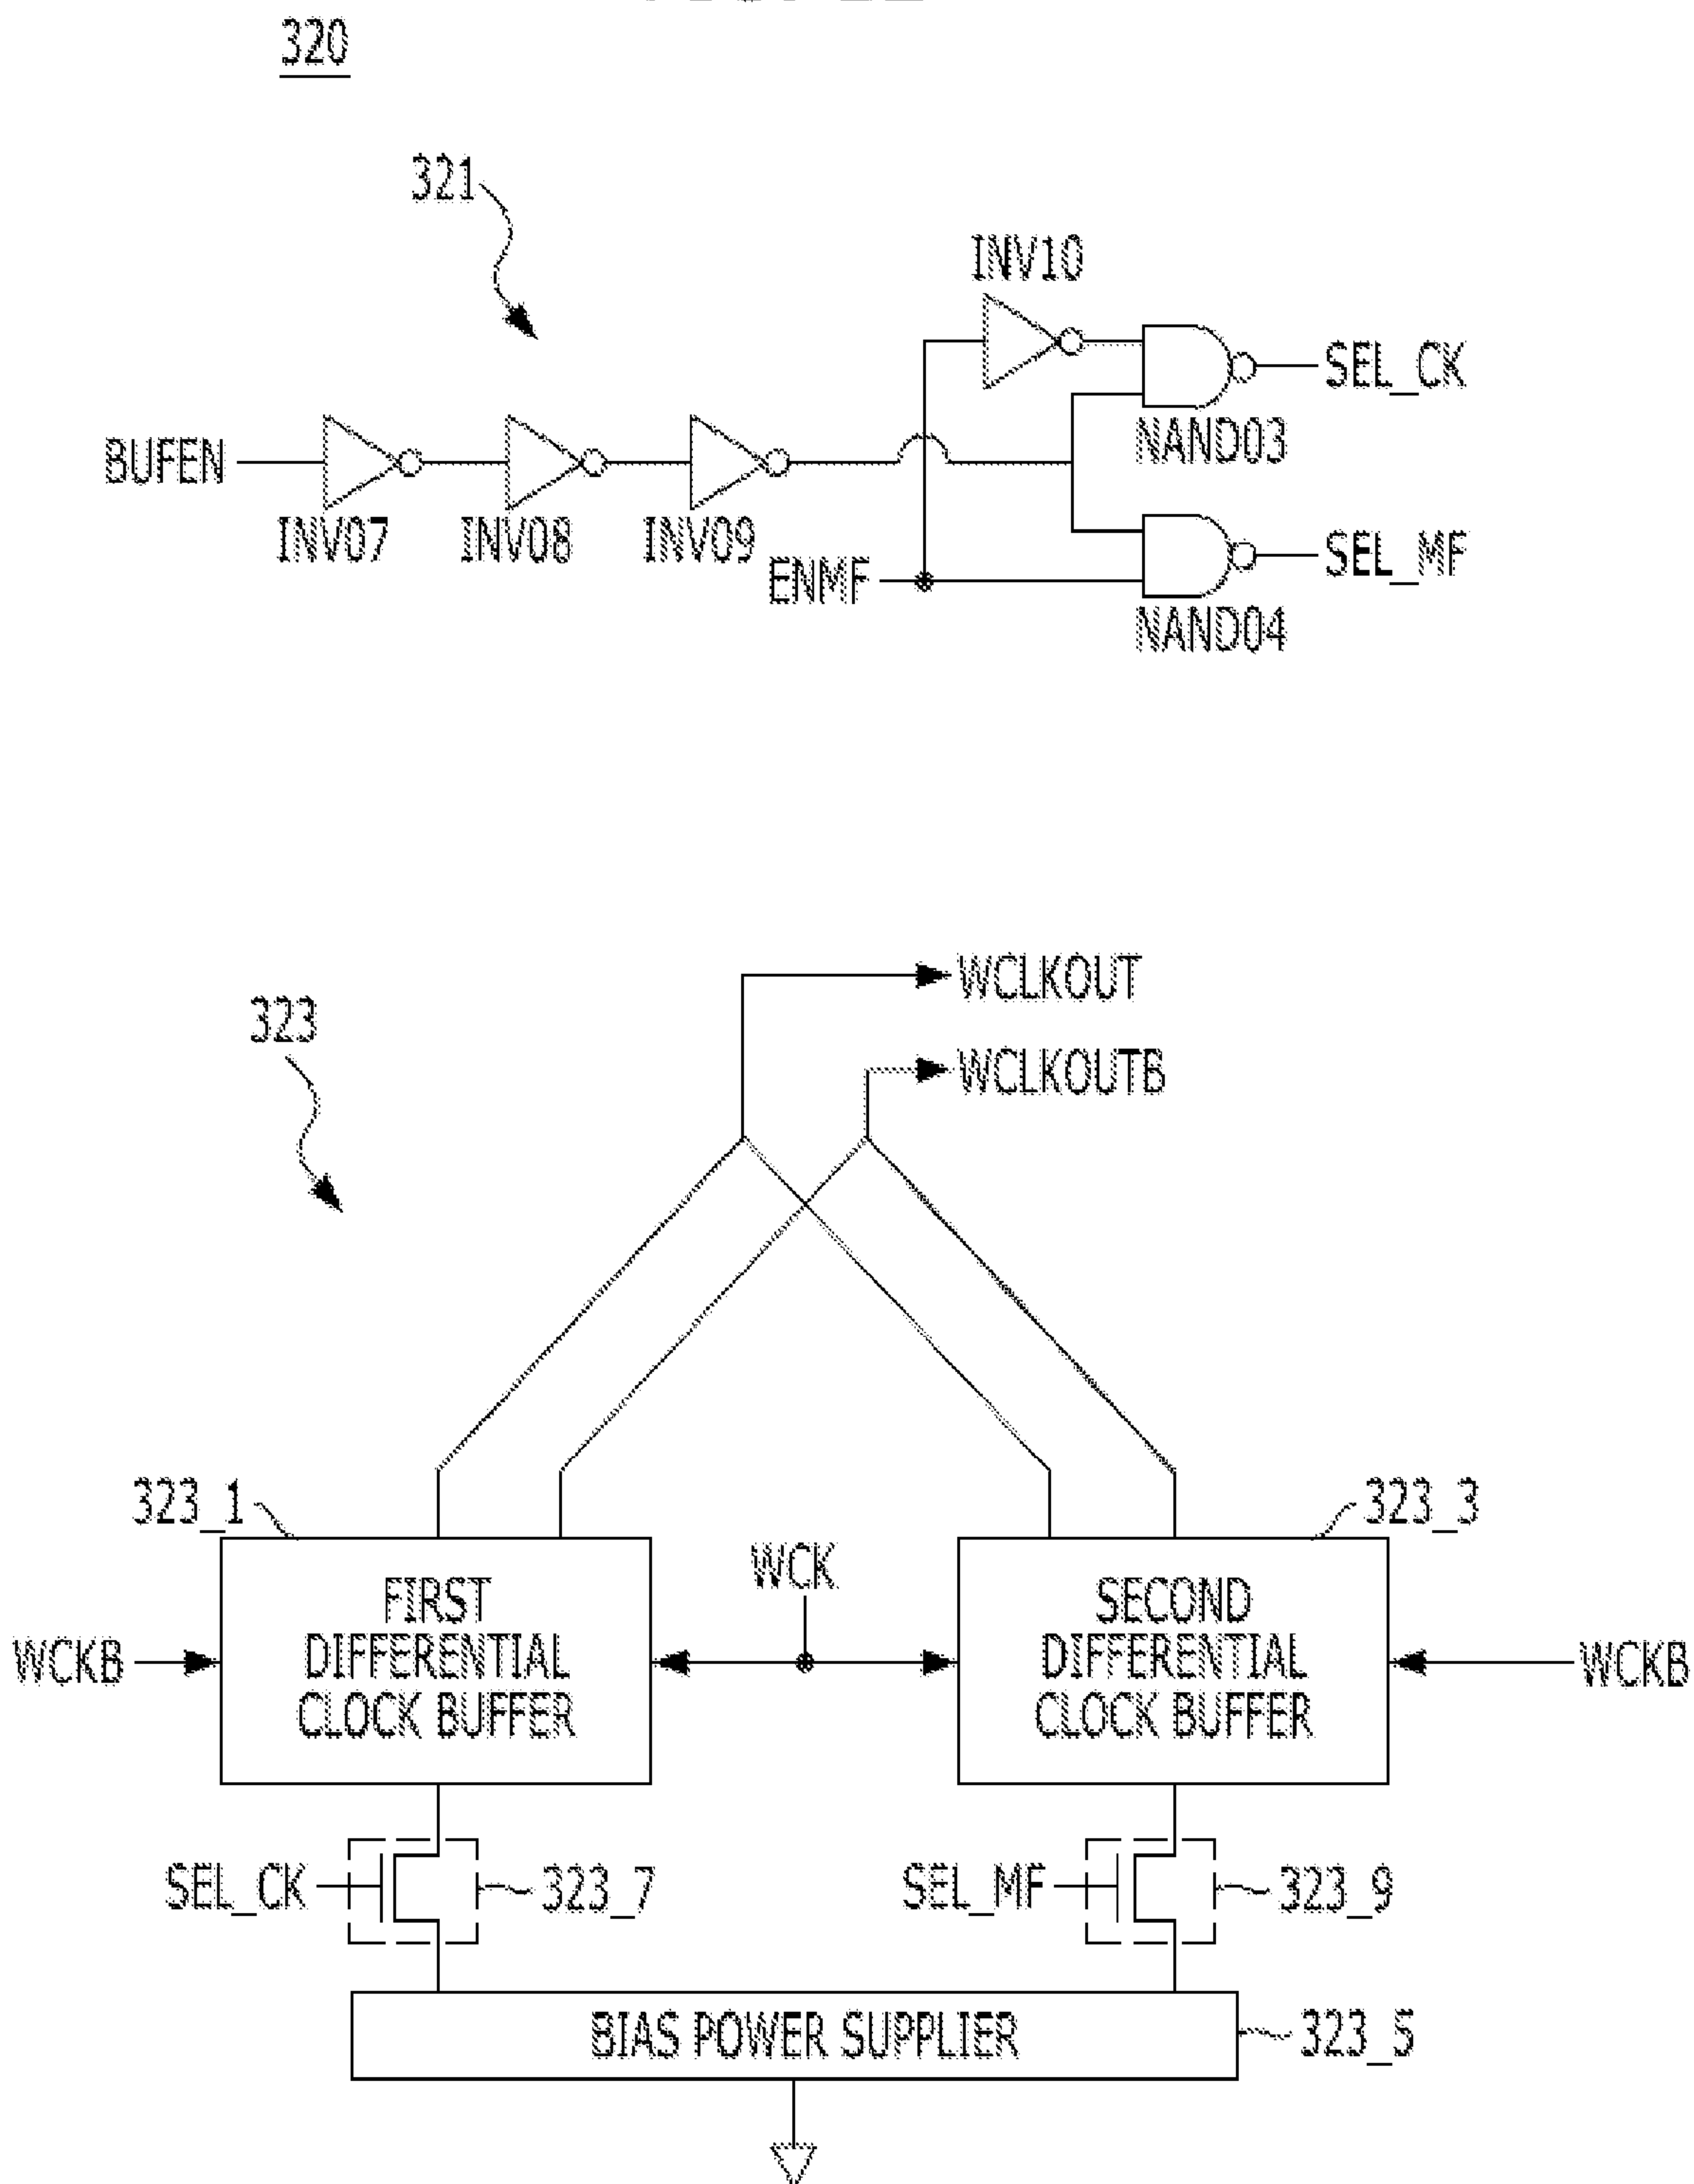 320
321
INV10
SEL_CK
NAND03
BUFEN
INV07
INV08
INV09
ENMF
SEL_MF
NAND04
WCLKOUT
323
WCLKOUTB
323_1
323_3
WCK
FIRST
DIFFERENTIAL
CLOCK BUFFER
SECOND
DIFFERENTIAL
CLOCK BUFFER
WCKB
WCKB
SEL_CK
323_7
SEL_MF
323_9
BIAS POWER SUPPLIER
323_5